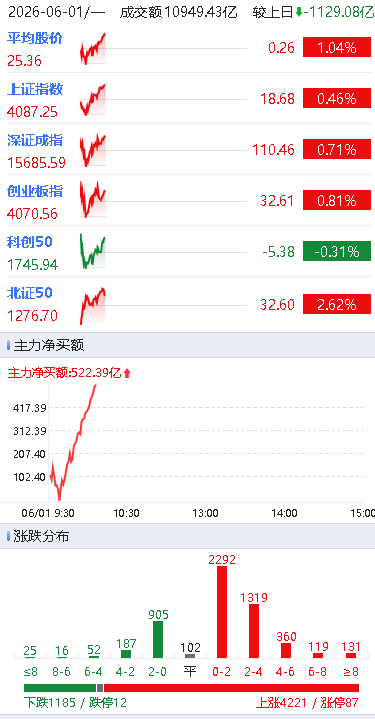 2026-06-01/一 成交额10949.43亿 较上日-1129.08亿
平均股价
25.36 0.26 1.04%
上证指数
4087.25 18.68 0.46%
深证成指
15685.59 110.46 0.71%
创业板指
4070.56 32.61 0.81%
科创50
1745.94 -5.38 -0.31%
北证50
1276.70 32.60 2.62%
主力净买额
主力净买额:522.39亿
417.39
312.39
207.40
102.40
06/01 9:30 10:30 13:00 14:00 15:00
涨跌分布
25 16 52 187 905 102 2292 1319 360 119 131
≤8 8-6 6-4 4-2 2-0 平 0-2 2-4 4-6 6-8 ≥8
下跌1185 / 跌停12 上涨4221 / 涨停87